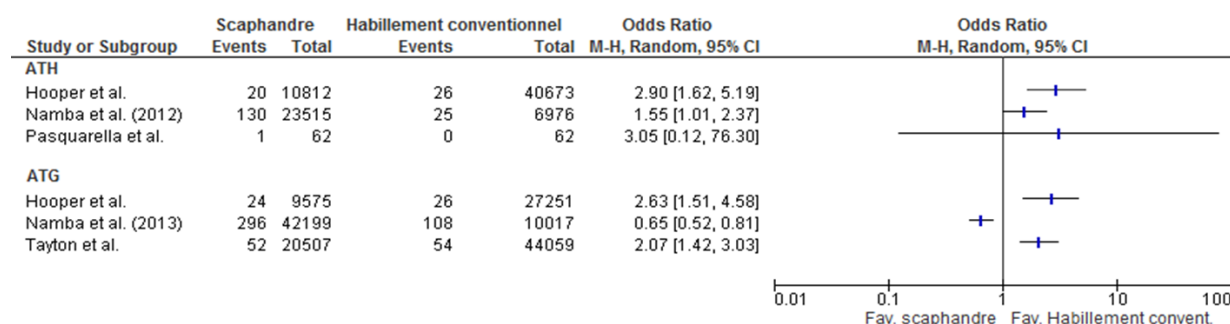 Scaphandre Habillement conventionnel Odds Ratio Odds Ratio
Study or Subgroup Events Total Events Total M-H, Random, 95% CI M-H, Random, 95% CI
ATH
Hooper et al. 20 10812 26 40673 2.90 [1.62, 5.19]
Namba et al. (2012) 130 23515 25 6976 1.55 [1.01, 2.37]
Pasquarella et al. 1 62 0 62 3.05 [0.12, 76.30]
ATG
Hooper et al. 24 9575 26 27251 2.63 [1.51, 4.58]
Namba et al. (2013) 296 42199 108 10017 0.65 [0.52, 0.81]
Tayton et al. 52 20507 54 44059 2.07 [1.42, 3.03]
0.01 0.1 1 10 100
Fav. scaphandre Fav. Habillement convent.